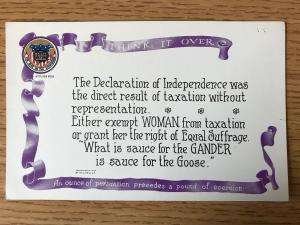 THINK IT OVER
The Declaration of Independence was
the direct result of taxation without
representation. * * *
Either exempt WOMAN from taxation
or grant her the right of Equal Suffrage.
"What is sauce for the GANDER
is sauce for the Goose."
An ounce of persuasion precedes a pound of coercion.